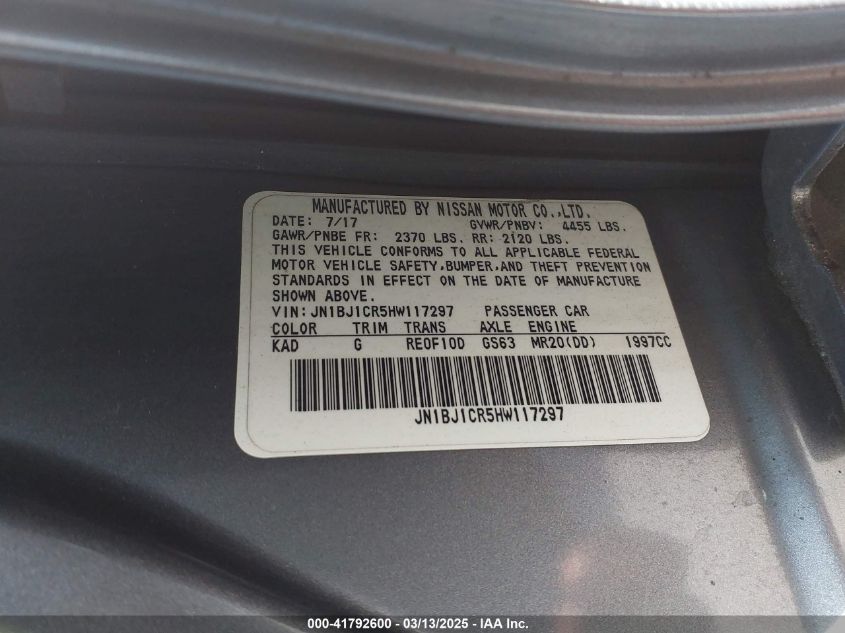 MANUFACTURED BY NISSAN MOTOR CO.,LTD.
DATE: 7/17 GVWR/PNBV: 4455 LBS.
GAWR/PNBE FR: 2370 LBS. RR: 2120 LBS.
THIS VEHICLE CONFORMS TO ALL APPLICABLE FEDERAL
MOTOR VEHICLE SAFETY,BUMPER,AND THEFT PREVENTION
STANDARDS IN EFFECT ON THE DATE OF MANUFACTURE
SHOWN ABOVE.
VIN:JN1BJ1CR5HW117297 PASSENGER CAR
COLOR TRIM TRANS AXLE ENGINE
KAD G RE0F10D GS63 MR20(DD) 1997CC
JN1BJ1CR5HW117297
000-41792600 - 03/13/2025 - IAA Inc.